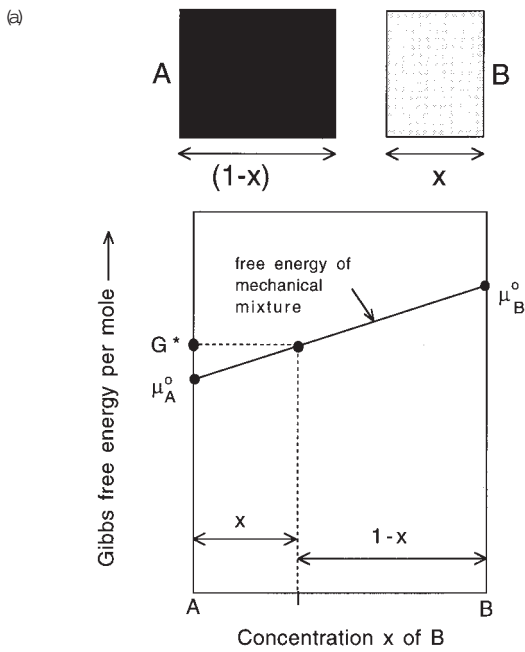 (a)
A
B
(1-x)
x
Gibbs free energy per mole
free energy of
mechanical
mixture
μ°B
G*
μ°A
x
1-x
A
B
Concentration x of B